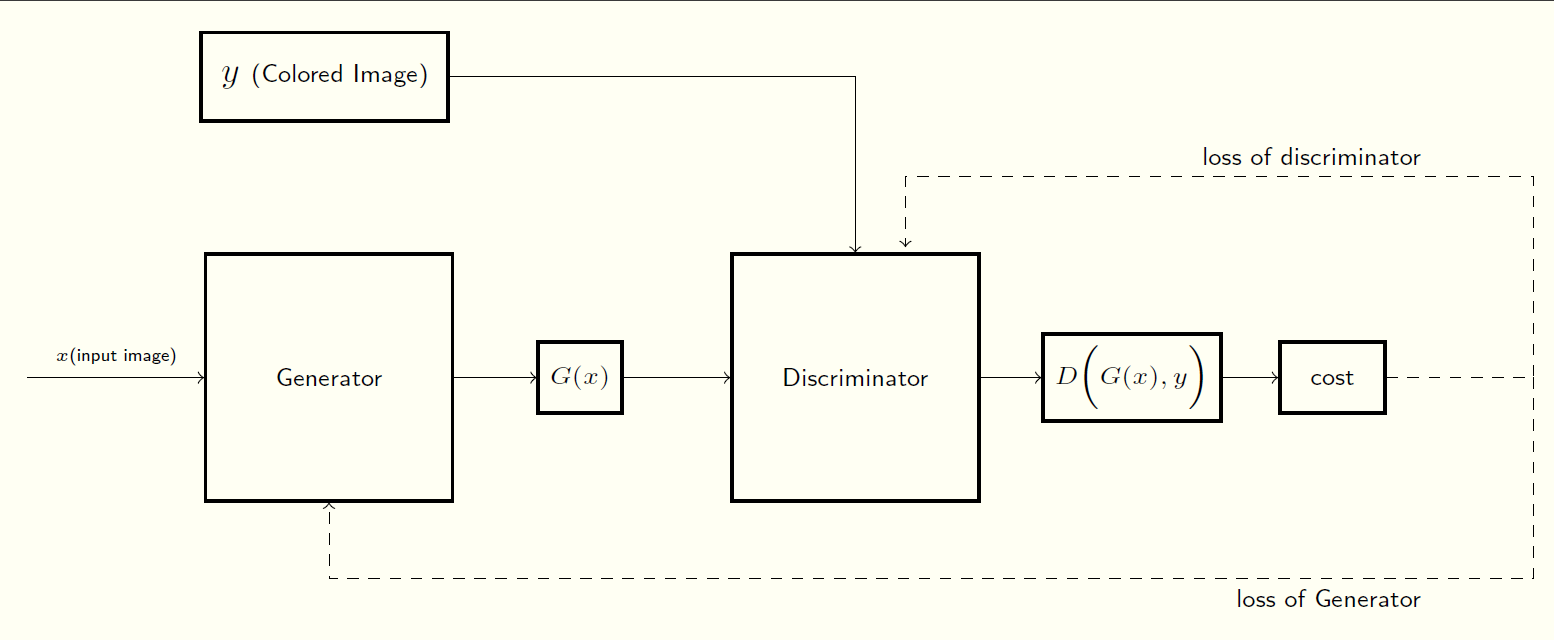 y (Colored Image)
loss of discriminator
x(input image)
Generator
G(x)
Discriminator
D(G(x), y)
cost
loss of Generator